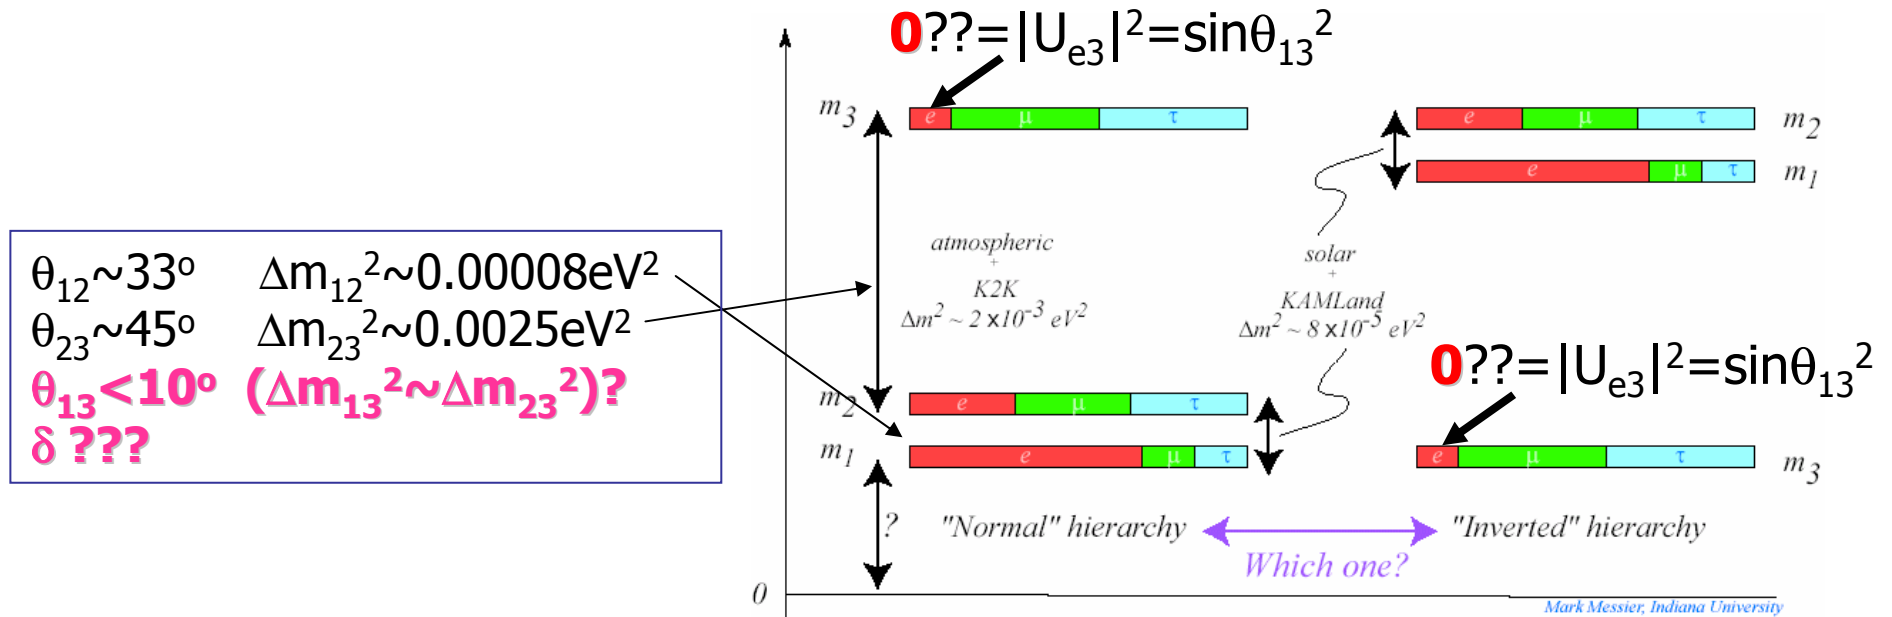 0??=|Ue3|²=sinθ13²
m3
e μ τ
e μ τ
m2
e μ τ
m1
atmospheric
+
K2K
Δm² ~ 2 x10⁻³ eV²
solar
+
KAMLand
Δm² ~ 8 x10⁻⁵ eV²
θ12~33º Δm12²~0.00008eV²
θ23~45º Δm23²~0.0025eV²
θ13<10º (Δm13²~Δm23²)?
δ ???
0??=|Ue3|²=sinθ13²
m2
e μ τ
m1
e μ τ
e μ τ
m3
?
"Normal" hierarchy
"Inverted" hierarchy
Which one?
0
Mark Messier, Indiana University